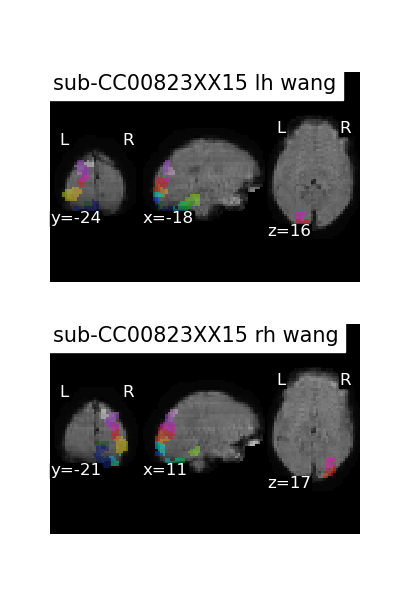 sub-CC00823XX15 lh wang
L R L R
y=-24 x=-18 z=16
sub-CC00823XX15 rh wang
L R L R
y=-21 x=11 z=17